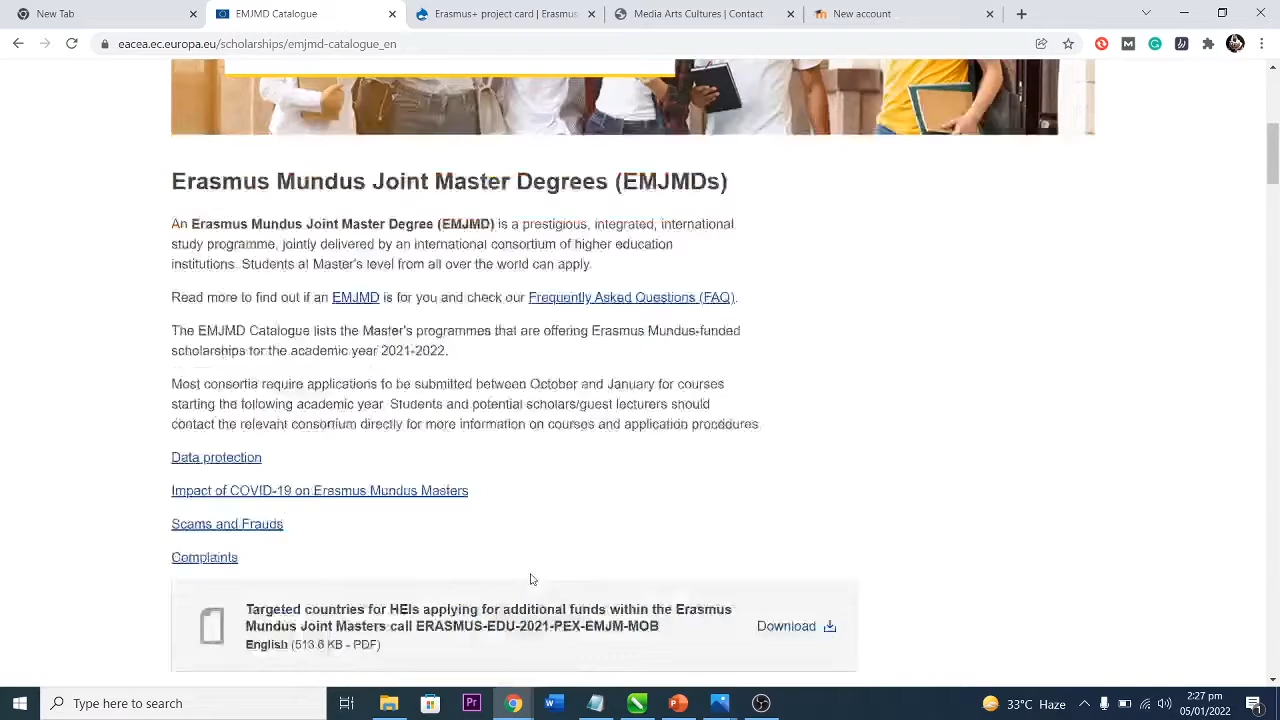 New Tab
EMJMD Catalogue
Erasmus+ project card | Erasmus
Media Arts Cultures | Contact
New account
eacea.ec.europa.eu/scholarships/emjmd-catalogue_en
Erasmus Mundus Joint Master Degrees (EMJMDs)
An Erasmus Mundus Joint Master Degree (EMJMD) is a prestigious, integrated, international
study programme, jointly delivered by an international consortium of higher education
institutions. Students at Master's level from all over the world can apply.
Read more to find out if an EMJMD is for you and check our Frequently Asked Questions (FAQ).
The EMJMD Catalogue lists the Master's programmes that are offering Erasmus Mundus-funded
scholarships for the academic year 2021-2022.
Most consortia require applications to be submitted between October and January for courses
starting the following academic year. Students and potential scholars/guest lecturers should
contact the relevant consortium directly for more information on courses and application procedures.
Data protection
Impact of COVID-19 on Erasmus Mundus Masters
Scams and Frauds
Complaints
Targeted countries for HEIs applying for additional funds within the Erasmus
Mundus Joint Masters call ERASMUS-EDU-2021-PEX-EMJM-MOB
English (513.6 KB - PDF)
Download
Type here to search
33°C Haze
2:27 pm
05/01/2022